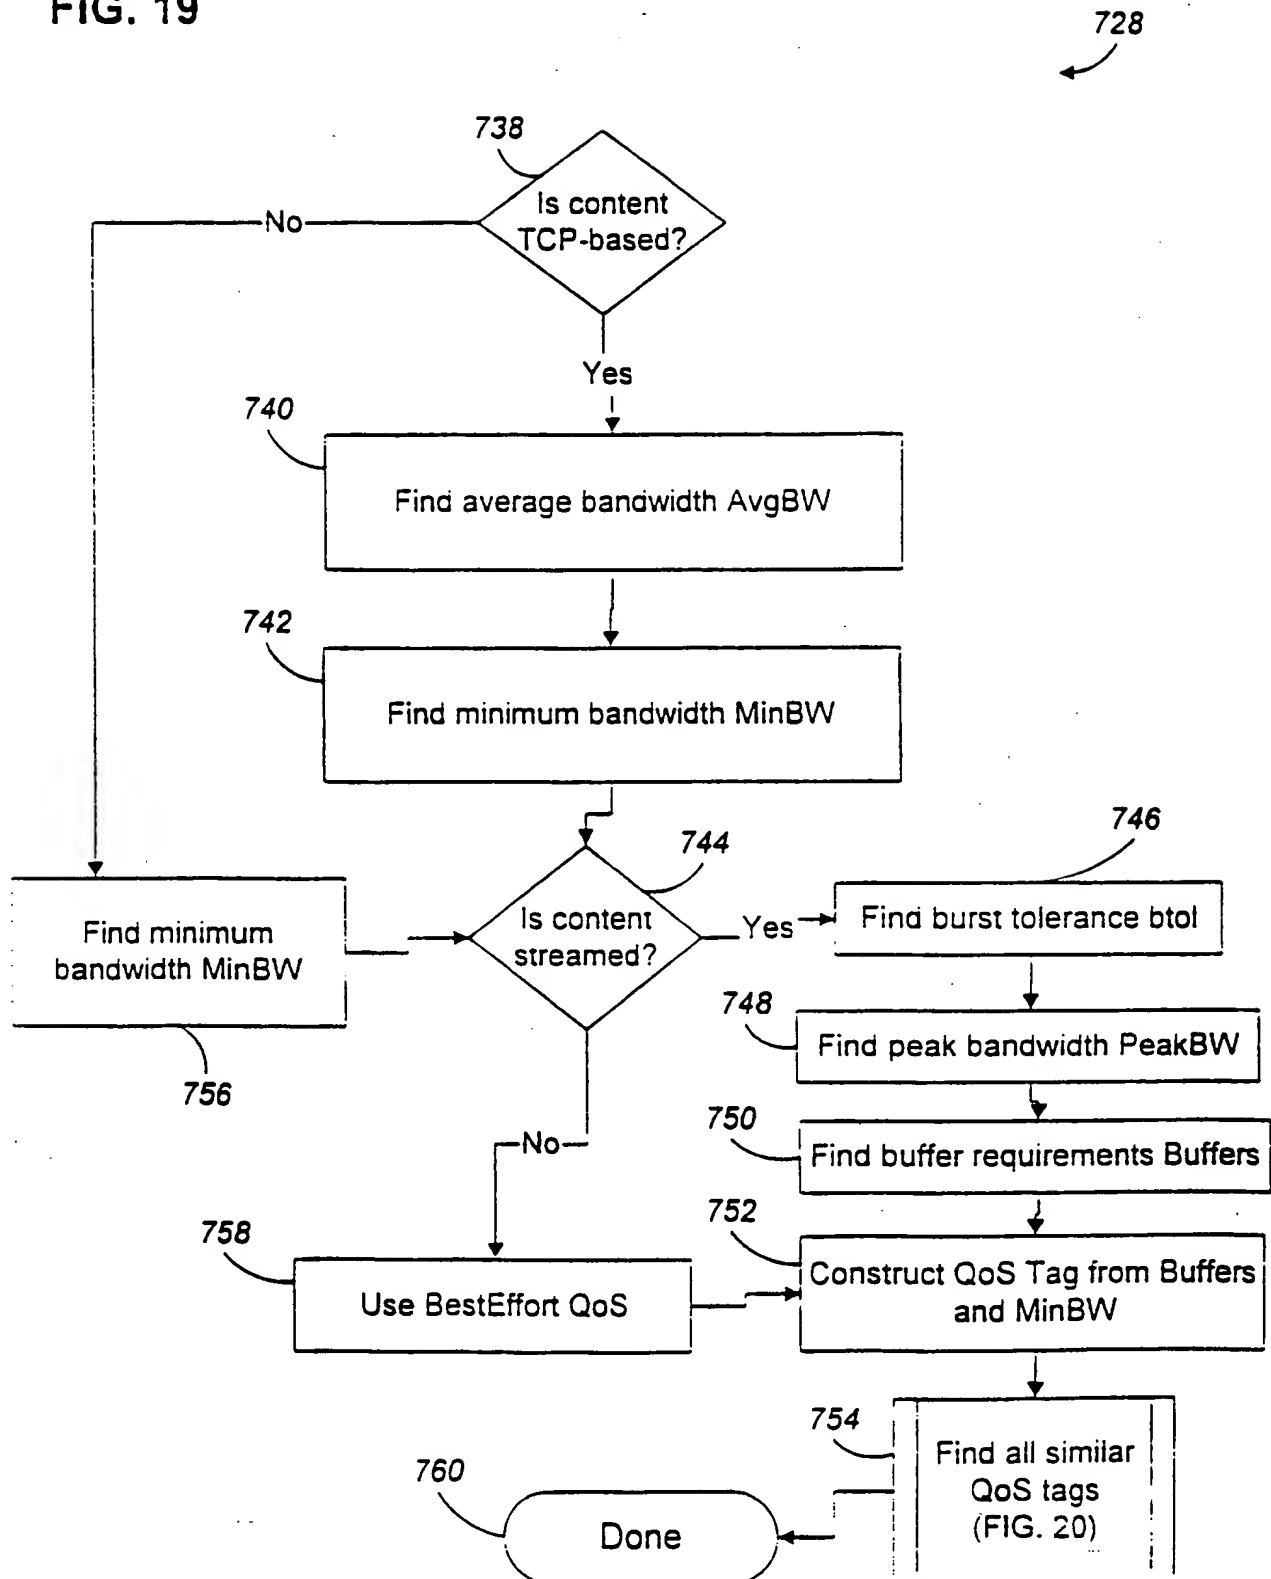 FIG. 19
728
738
Is content
TCP-based?
No
Yes
740
Find average bandwidth AvgBW
742
Find minimum bandwidth MinBW
744
746
Is content
streamed?
Yes
Find burst tolerance btol
Find minimum
bandwidth MinBW
756
748
Find peak bandwidth PeakBW
750
Find buffer requirements Buffers
No
752
Construct QoS Tag from Buffers
and MinBW
758
Use BestEffort QoS
754
Find all similar
QoS tags
(FIG. 20)
760
Done